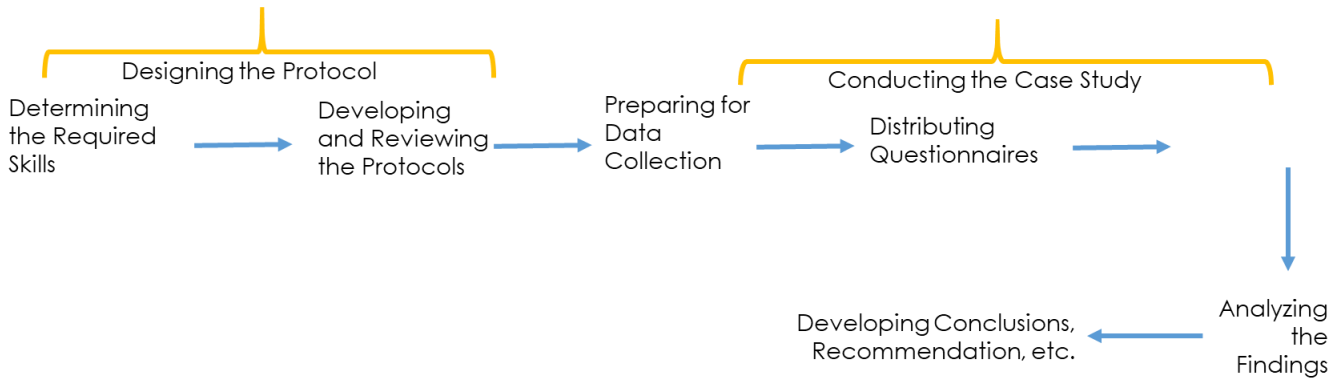 Designing the Protocol
Determining
the Required
Skills
Developing
and Reviewing
the Protocols
Preparing for
Data
Collection
Conducting the Case Study
Distributing
Questionnaires
Analyzing
the
Findings
Developing Conclusions,
Recommendation, etc.